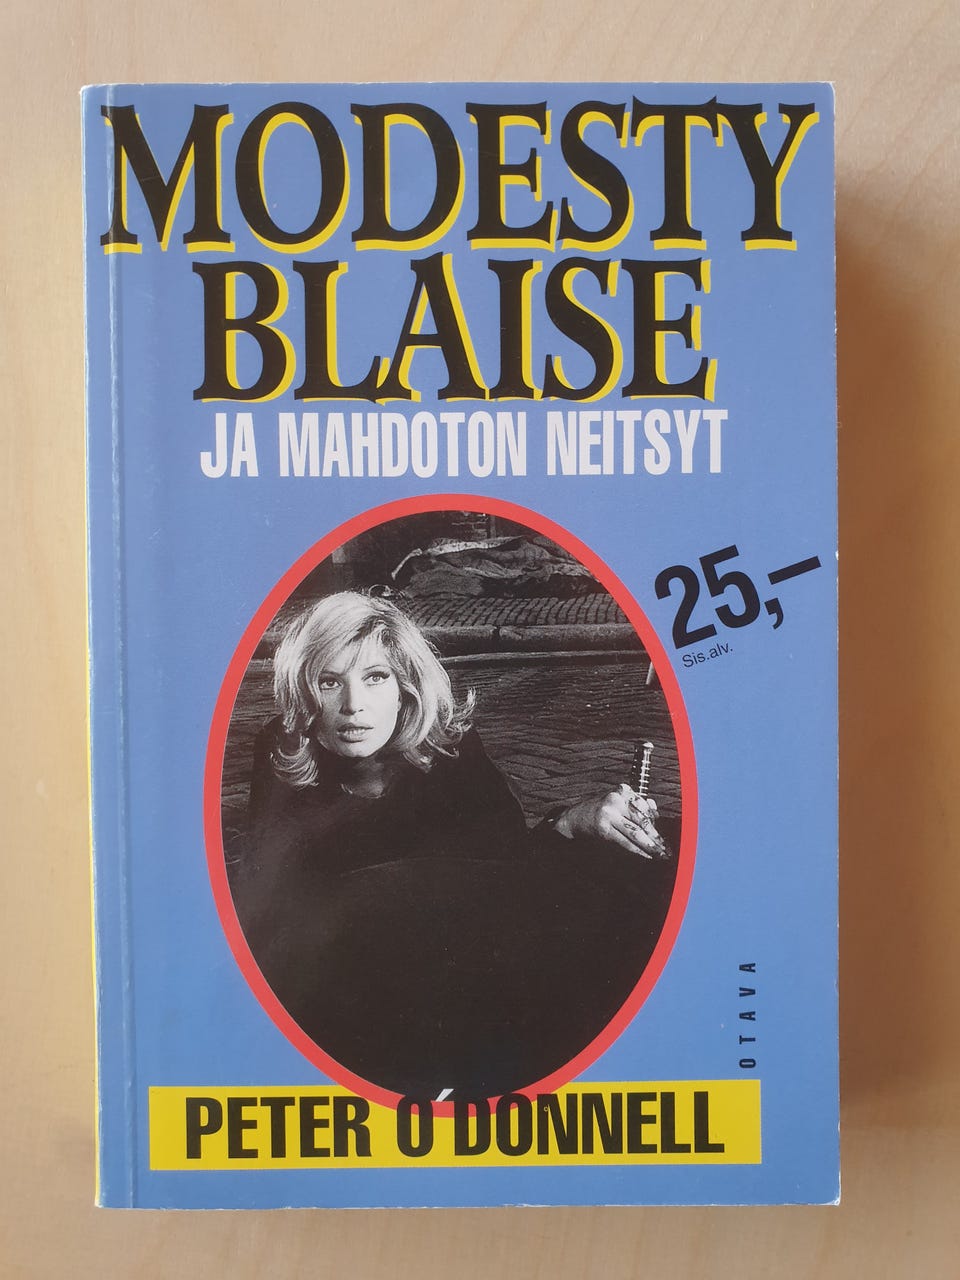 MODESTY
BLAISE
JA MAHDOTON NEITSYT
25,-
Sis.alv.
OTAVA
PETER O´DONNELL